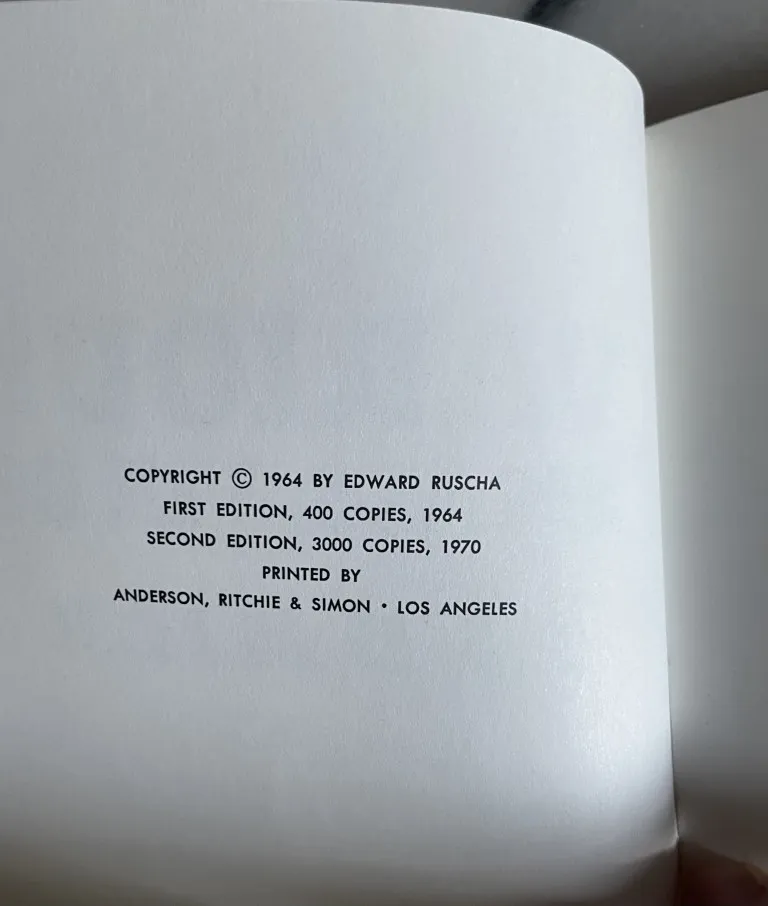 COPYRIGHT © 1964 BY EDWARD RUSCHA
FIRST EDITION, 400 COPIES, 1964
SECOND EDITION, 3000 COPIES, 1970
PRINTED BY
ANDERSON, RITCHIE & SIMON • LOS ANGELES